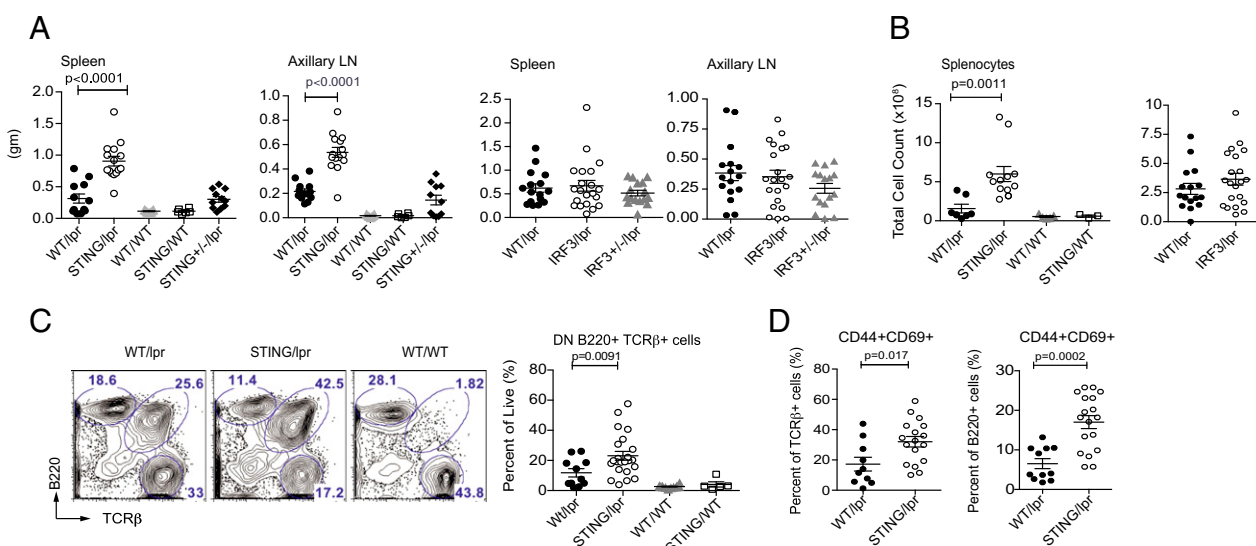 A
Spleen
p<0.0001
(gm)
2.0
1.5
1.0
0.5
0.0
WT/lpr
STING/lpr
WT/WT
STING/WT
STING+/-/lpr
Axillary LN
p<0.0001
1.0
0.8
0.6
0.4
0.2
0.0
WT/lpr
STING/lpr
WT/WT
STING/WT
STING+/-/lpr
Spleen
2.5
2.0
1.5
1.0
0.5
0.0
WT/lpr
IRF3/lpr
IRF3+/-/lpr
Axillary LN
1.00
0.75
0.50
0.25
0.00
WT/lpr
IRF3/lpr
IRF3+/-/lpr
B
Splenocytes
p=0.0011
Total Cell Count (x10⁸)
15
10
5
0
WT/lpr
STING/lpr
WT/WT
STING/WT
10.0
7.5
5.0
2.5
0.0
WT/lpr
IRF3/lpr
C
WT/lpr
STING/lpr
WT/WT
18.6
25.6
33
11.4
42.5
17.2
28.1
1.82
43.8
B220
TCRβ
DN B220+ TCRβ+ cells
p=0.0091
Percent of Live (%)
80
60
40
20
0
Wt/lpr
STING/lpr
WT/WT
STING/WT
D
CD44+CD69+
p=0.017
Percent of TCRβ+ cells (%)
80
60
40
20
0
WT/lpr
STING/lpr
CD44+CD69+
p=0.0002
Percent of B220+ cells (%)
30
20
10
0
WT/lpr
STING/lpr